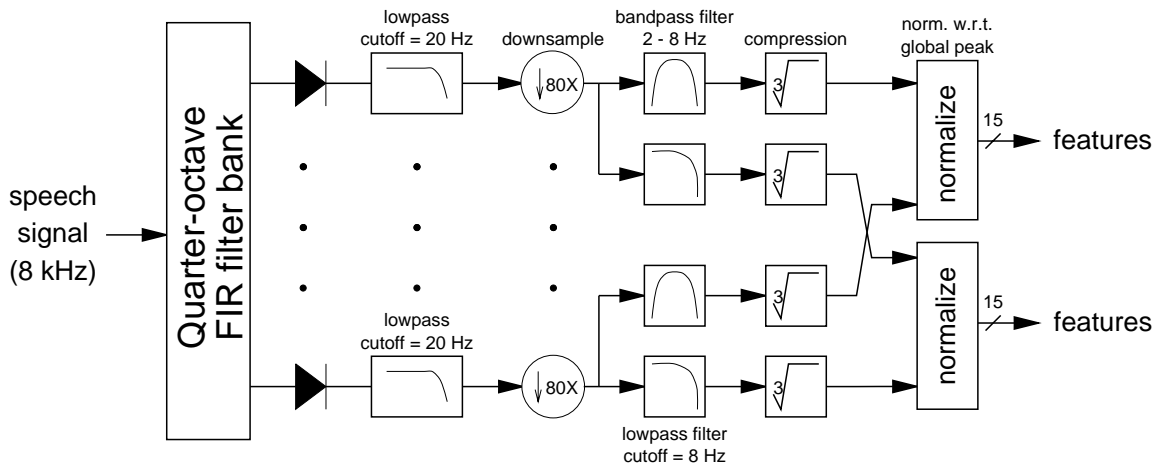 lowpass
cutoff = 20 Hz
downsample
bandpass filter
2 - 8 Hz
compression
norm. w.r.t.
global peak
80X
3
normalize
15
features
3
speech
signal
(8 kHz)
Quarter-octave
FIR filter bank
3
normalize
15
features
lowpass
cutoff = 20 Hz
80X
3
lowpass filter
cutoff = 8 Hz